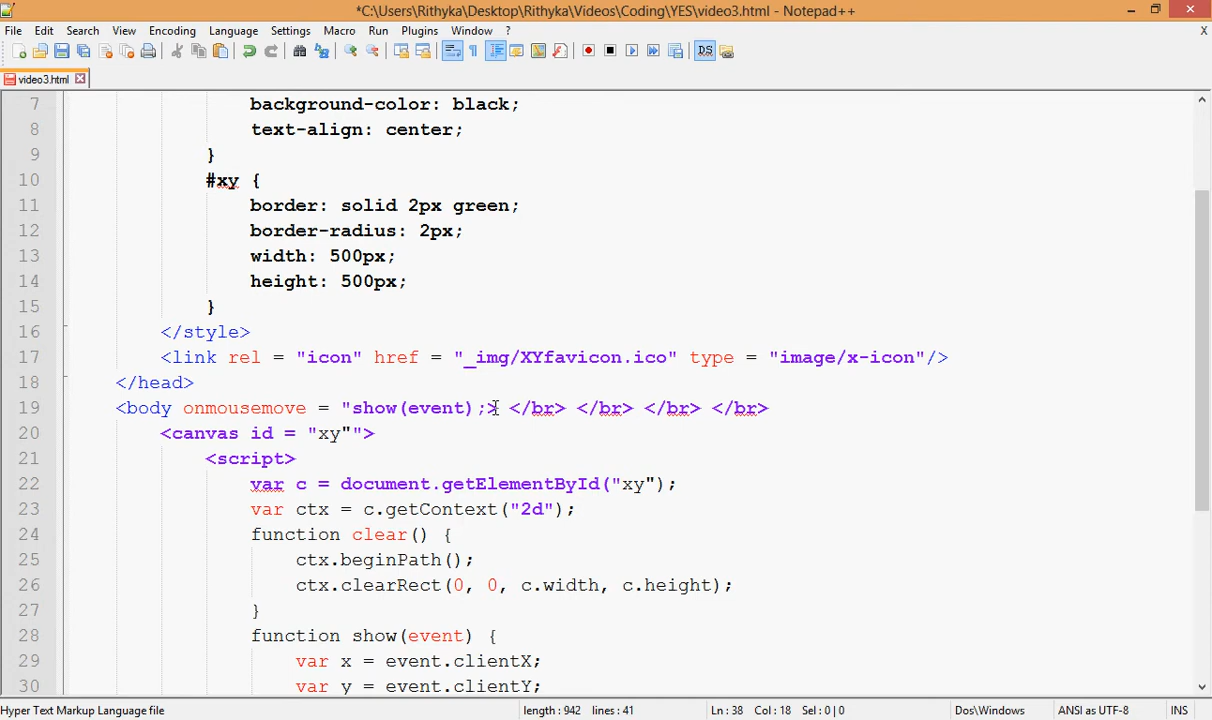 *C:\Users\Rithyka\Desktop\Rithyka\Videos\Coding\YES\video3.html - Notepad++
File Edit Search View Encoding Language Settings Macro Run Plugins Window ? X
video3.html
7 background-color: black;
8 text-align: center;
9 }
10 #xy {
11 border: solid 2px green;
12 border-radius: 2px;
13 width: 500px;
14 height: 500px;
15 }
16 </style>
17 <link rel = "icon" href = "_img/XYfavicon.ico" type = "image/x-icon"/>
18 </head>
19 <body onmousemove = "show(event);> </br> </br> </br> </br>
20 <canvas id = "xy"">
21 <script>
22 var c = document.getElementById("xy");
23 var ctx = c.getContext("2d");
24 function clear() {
25 ctx.beginPath();
26 ctx.clearRect(0, 0, c.width, c.height);
27 }
28 function show(event) {
29 var x = event.clientX;
30 var y = event.clientY;
Hyper Text Markup Language file length : 942 lines : 41 Ln : 38 Col : 18 Sel : 0 | 0 Dos\Windows ANSI as UTF-8 INS